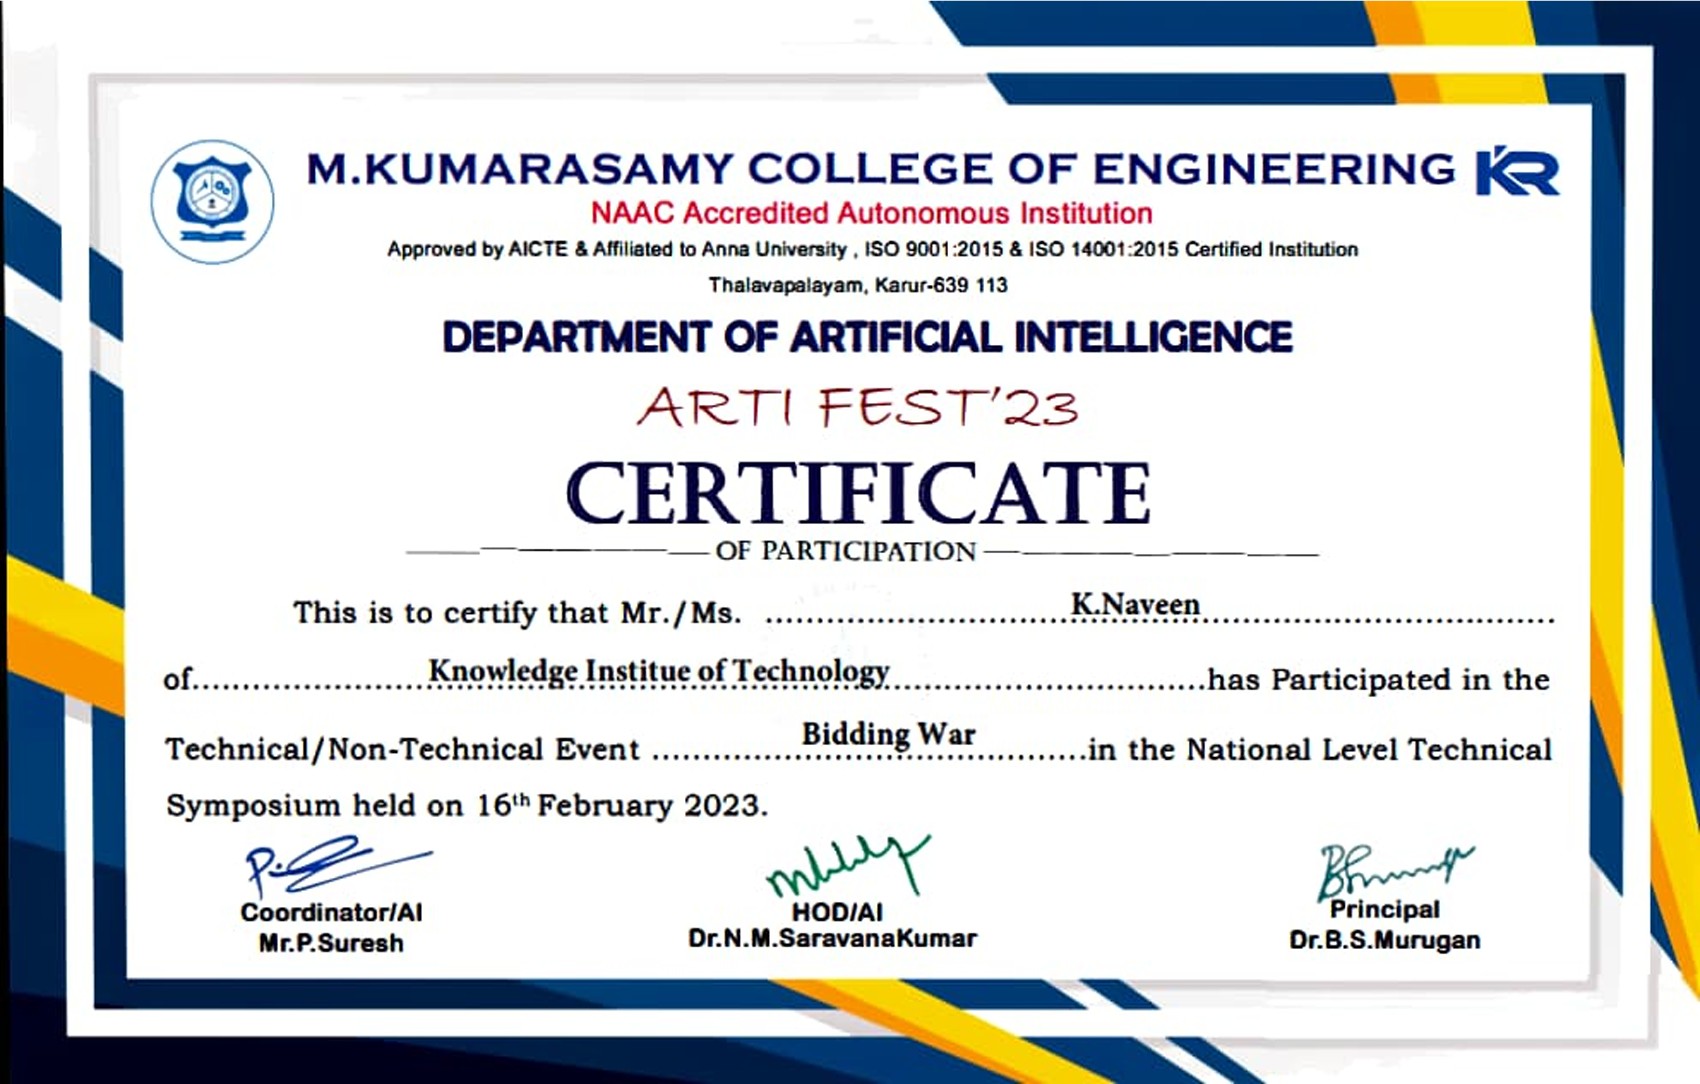 M.KUMARASAMY COLLEGE OF ENGINEERING KR
NAAC Accredited Autonomous Institution
Approved by AICTE & Affiliated to Anna University , ISO 9001:2015 & ISO 14001:2015 Certified Institution
Thalavapalayam, Karur-639 113
DEPARTMENT OF ARTIFICIAL INTELLIGENCE
ARTI FEST'23
CERTIFICATE
OF PARTICIPATION
This is to certify that Mr./Ms. K.Naveen
of Knowledge Institue of Technology has Participated in the
Technical/Non-Technical Event Bidding War in the National Level Technical
Symposium held on 16th February 2023.
Coordinator/AI HOD/AI Principal
Mr.P.Suresh Dr.N.M.SaravanaKumar Dr.B.S.Murugan